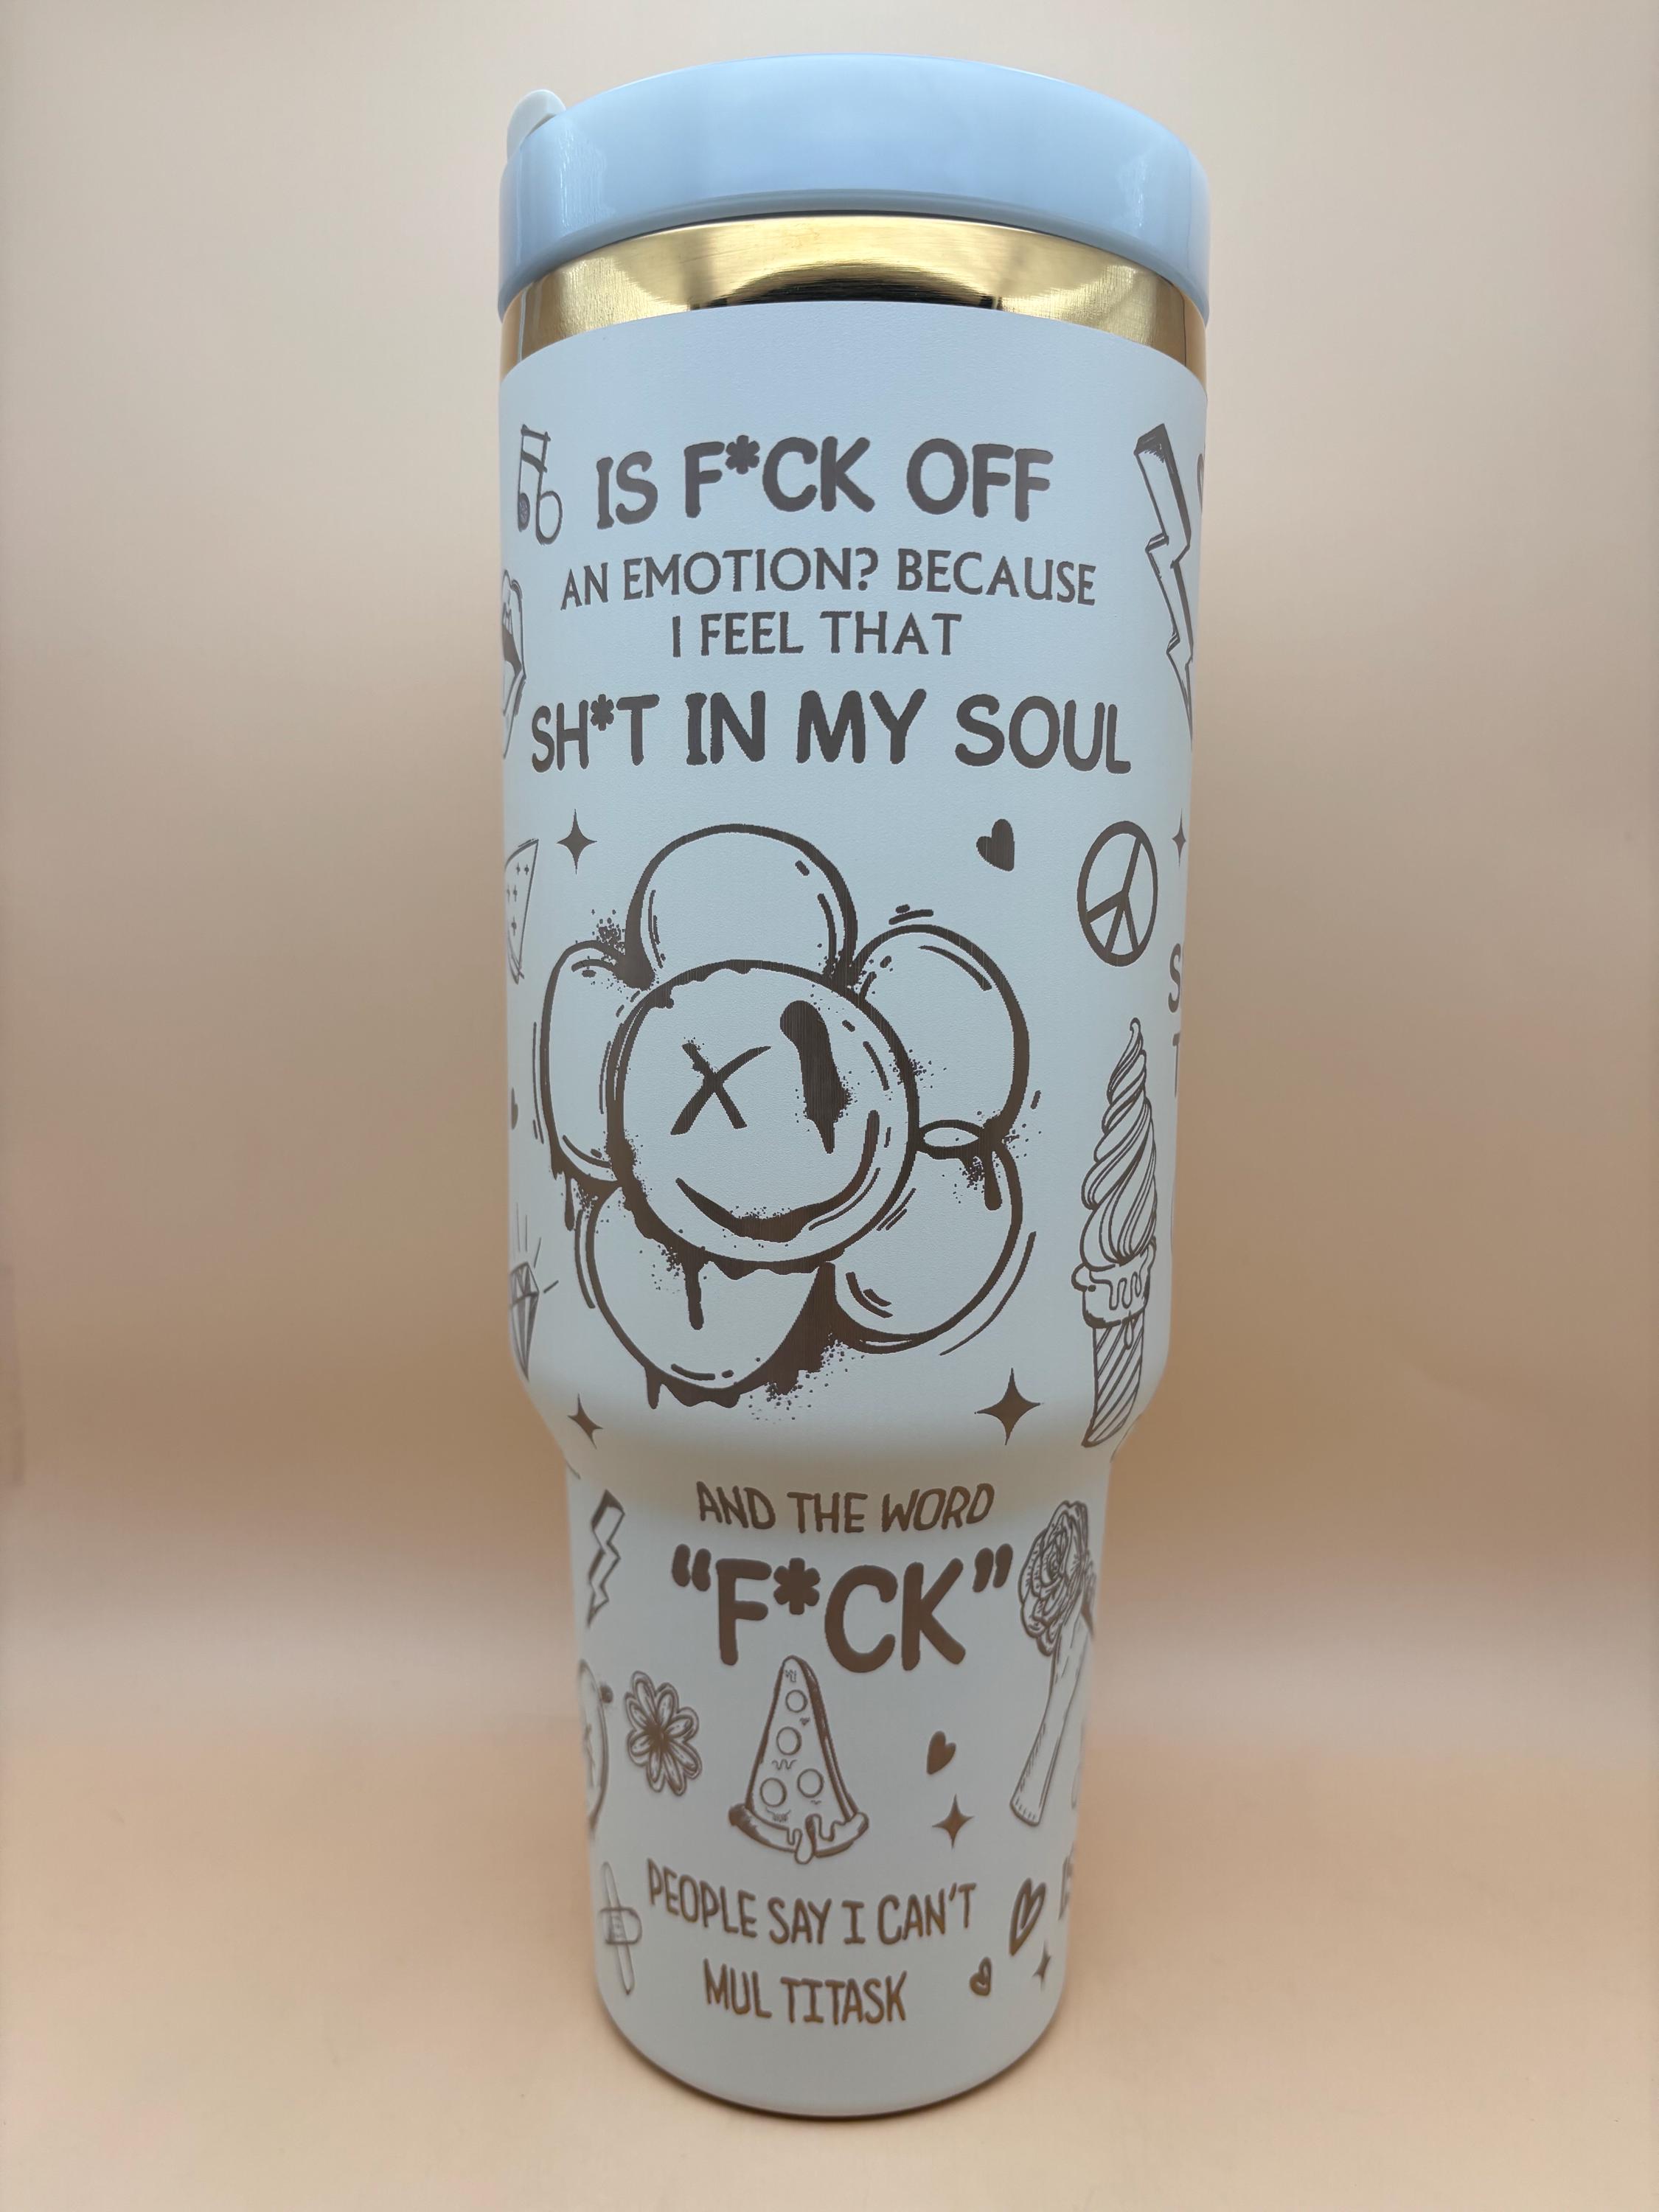 IS F*CK OFF
AN EMOTION? BECAUSE
I FEEL THAT
SH*T IN MY SOUL
AND THE WORD
“F*CK”
PEOPLE SAY I CAN'T
MUL TITASK